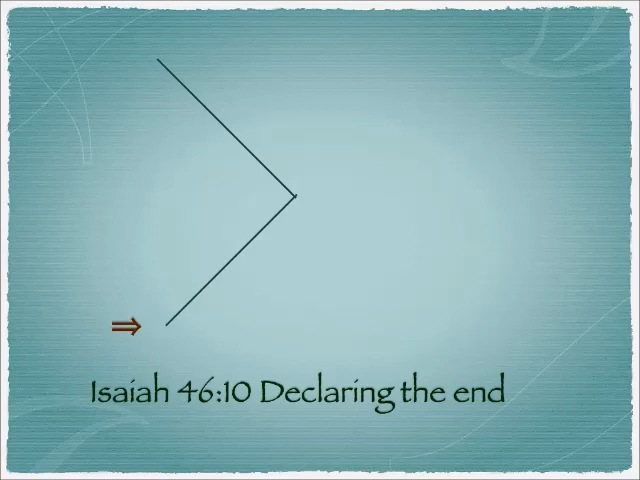 ⇒
Isaiah 46:10 Declaring the end